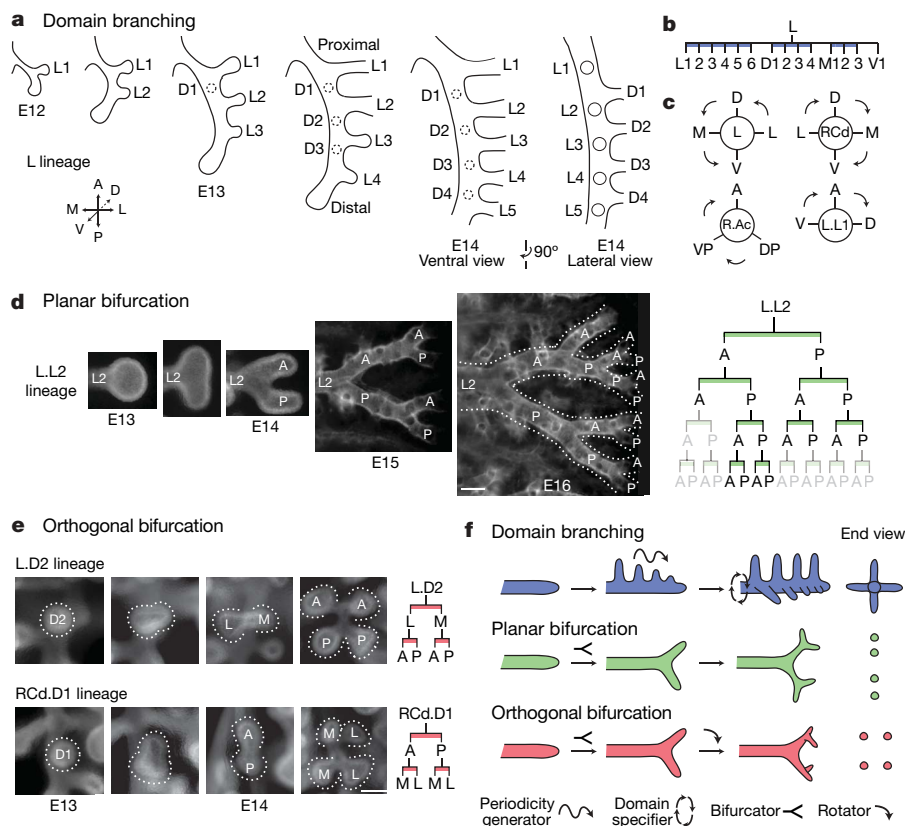 a Domain branching
Proximal
L1
E12
L1
L2
L1
D1
L2
L3
E13
L1
D1
L2
D2
L3
D3
L4
Distal
L1
D1
L2
D2
L3
D3
L4
D4
L5
E14
Ventral view
90º
L1
D1
L2
D2
L3
D3
L4
D4
L5
E14
Lateral view
L lineage
A
D
M
L
V
P
b
L
L1 2 3 4 5 6 D1 2 3 4 M1 2 3 V1
c
D
M L L
V
D
L RCd M
V
A
R.Ac
VP DP
A
V L.L1 D
d Planar bifurcation
L.L2
lineage
L2
E13
L2
L2
A
P
E14
L2
A
A
P
P
A
P
E15
L2
A
A
P
A
P
A
P
A
P
P
A
P
A
P
A
P
E16
L.L2
A P
A P A P
A P A P A P A P
A P A P A P A P A P A P A P A P
e Orthogonal bifurcation
L.D2 lineage
D2
L M
A A
P P
L.D2
L M
A P A P
RCd.D1 lineage
D1
A
P
M L
M L
RCd.D1
A P
M L M L
E13
E14
f Domain branching
End view
Planar bifurcation
Orthogonal bifurcation
Periodicity
generator
Domain
specifier
Bifurcator
Rotator